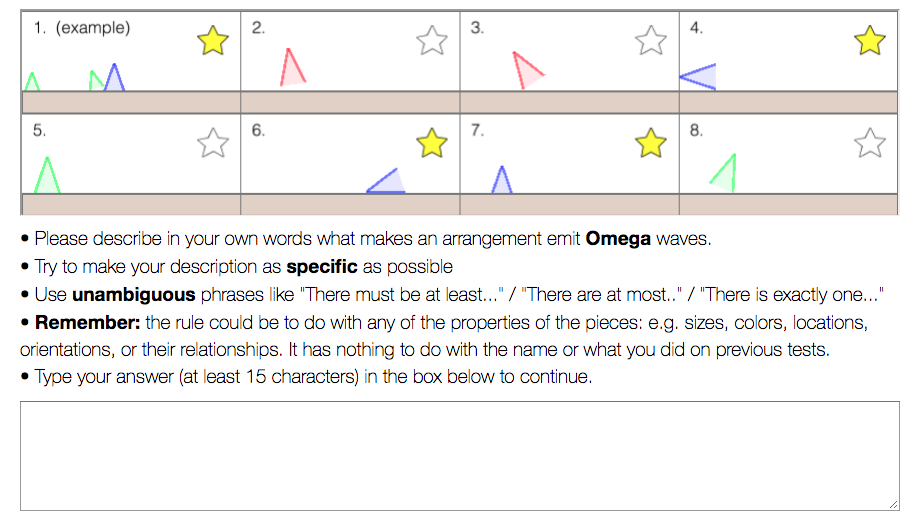 1. (example)
2.
3.
4.
5.
6.
7.
8.
• Please describe in your own words what makes an arrangement emit Omega waves.
• Try to make your description as specific as possible
• Use unambiguous phrases like "There must be at least..." / "There are at most.." / "There is exactly one..."
• Remember: the rule could be to do with any of the properties of the pieces: e.g. sizes, colors, locations,
orientations, or their relationships. It has nothing to do with the name or what you did on previous tests.
• Type your answer (at least 15 characters) in the box below to continue.